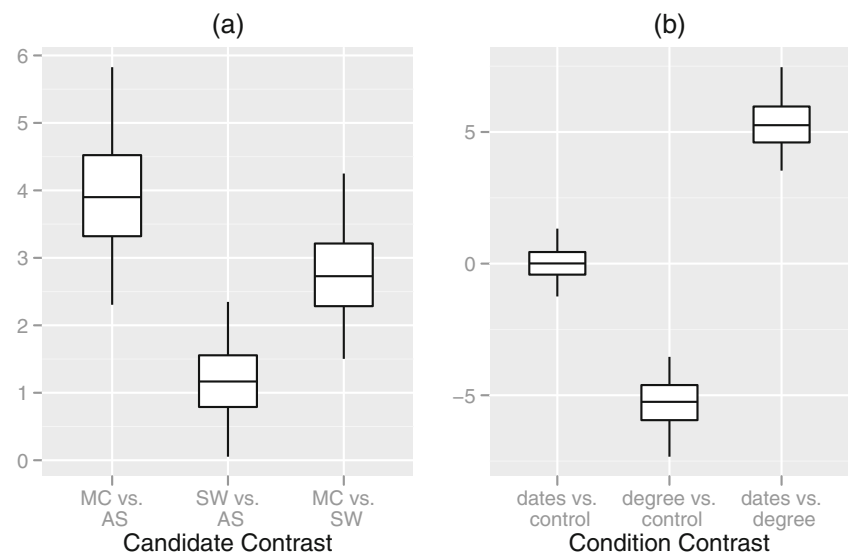 (a)
6
5
4
3
2
1
0
MC vs.
AS
SW vs.
AS
MC vs.
SW
Candidate Contrast
(b)
5
0
−5
dates vs.
control
degree vs.
control
dates vs.
degree
Condition Contrast